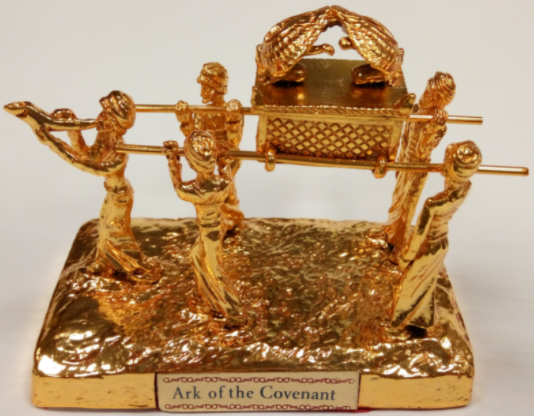 Ark of the Covenant